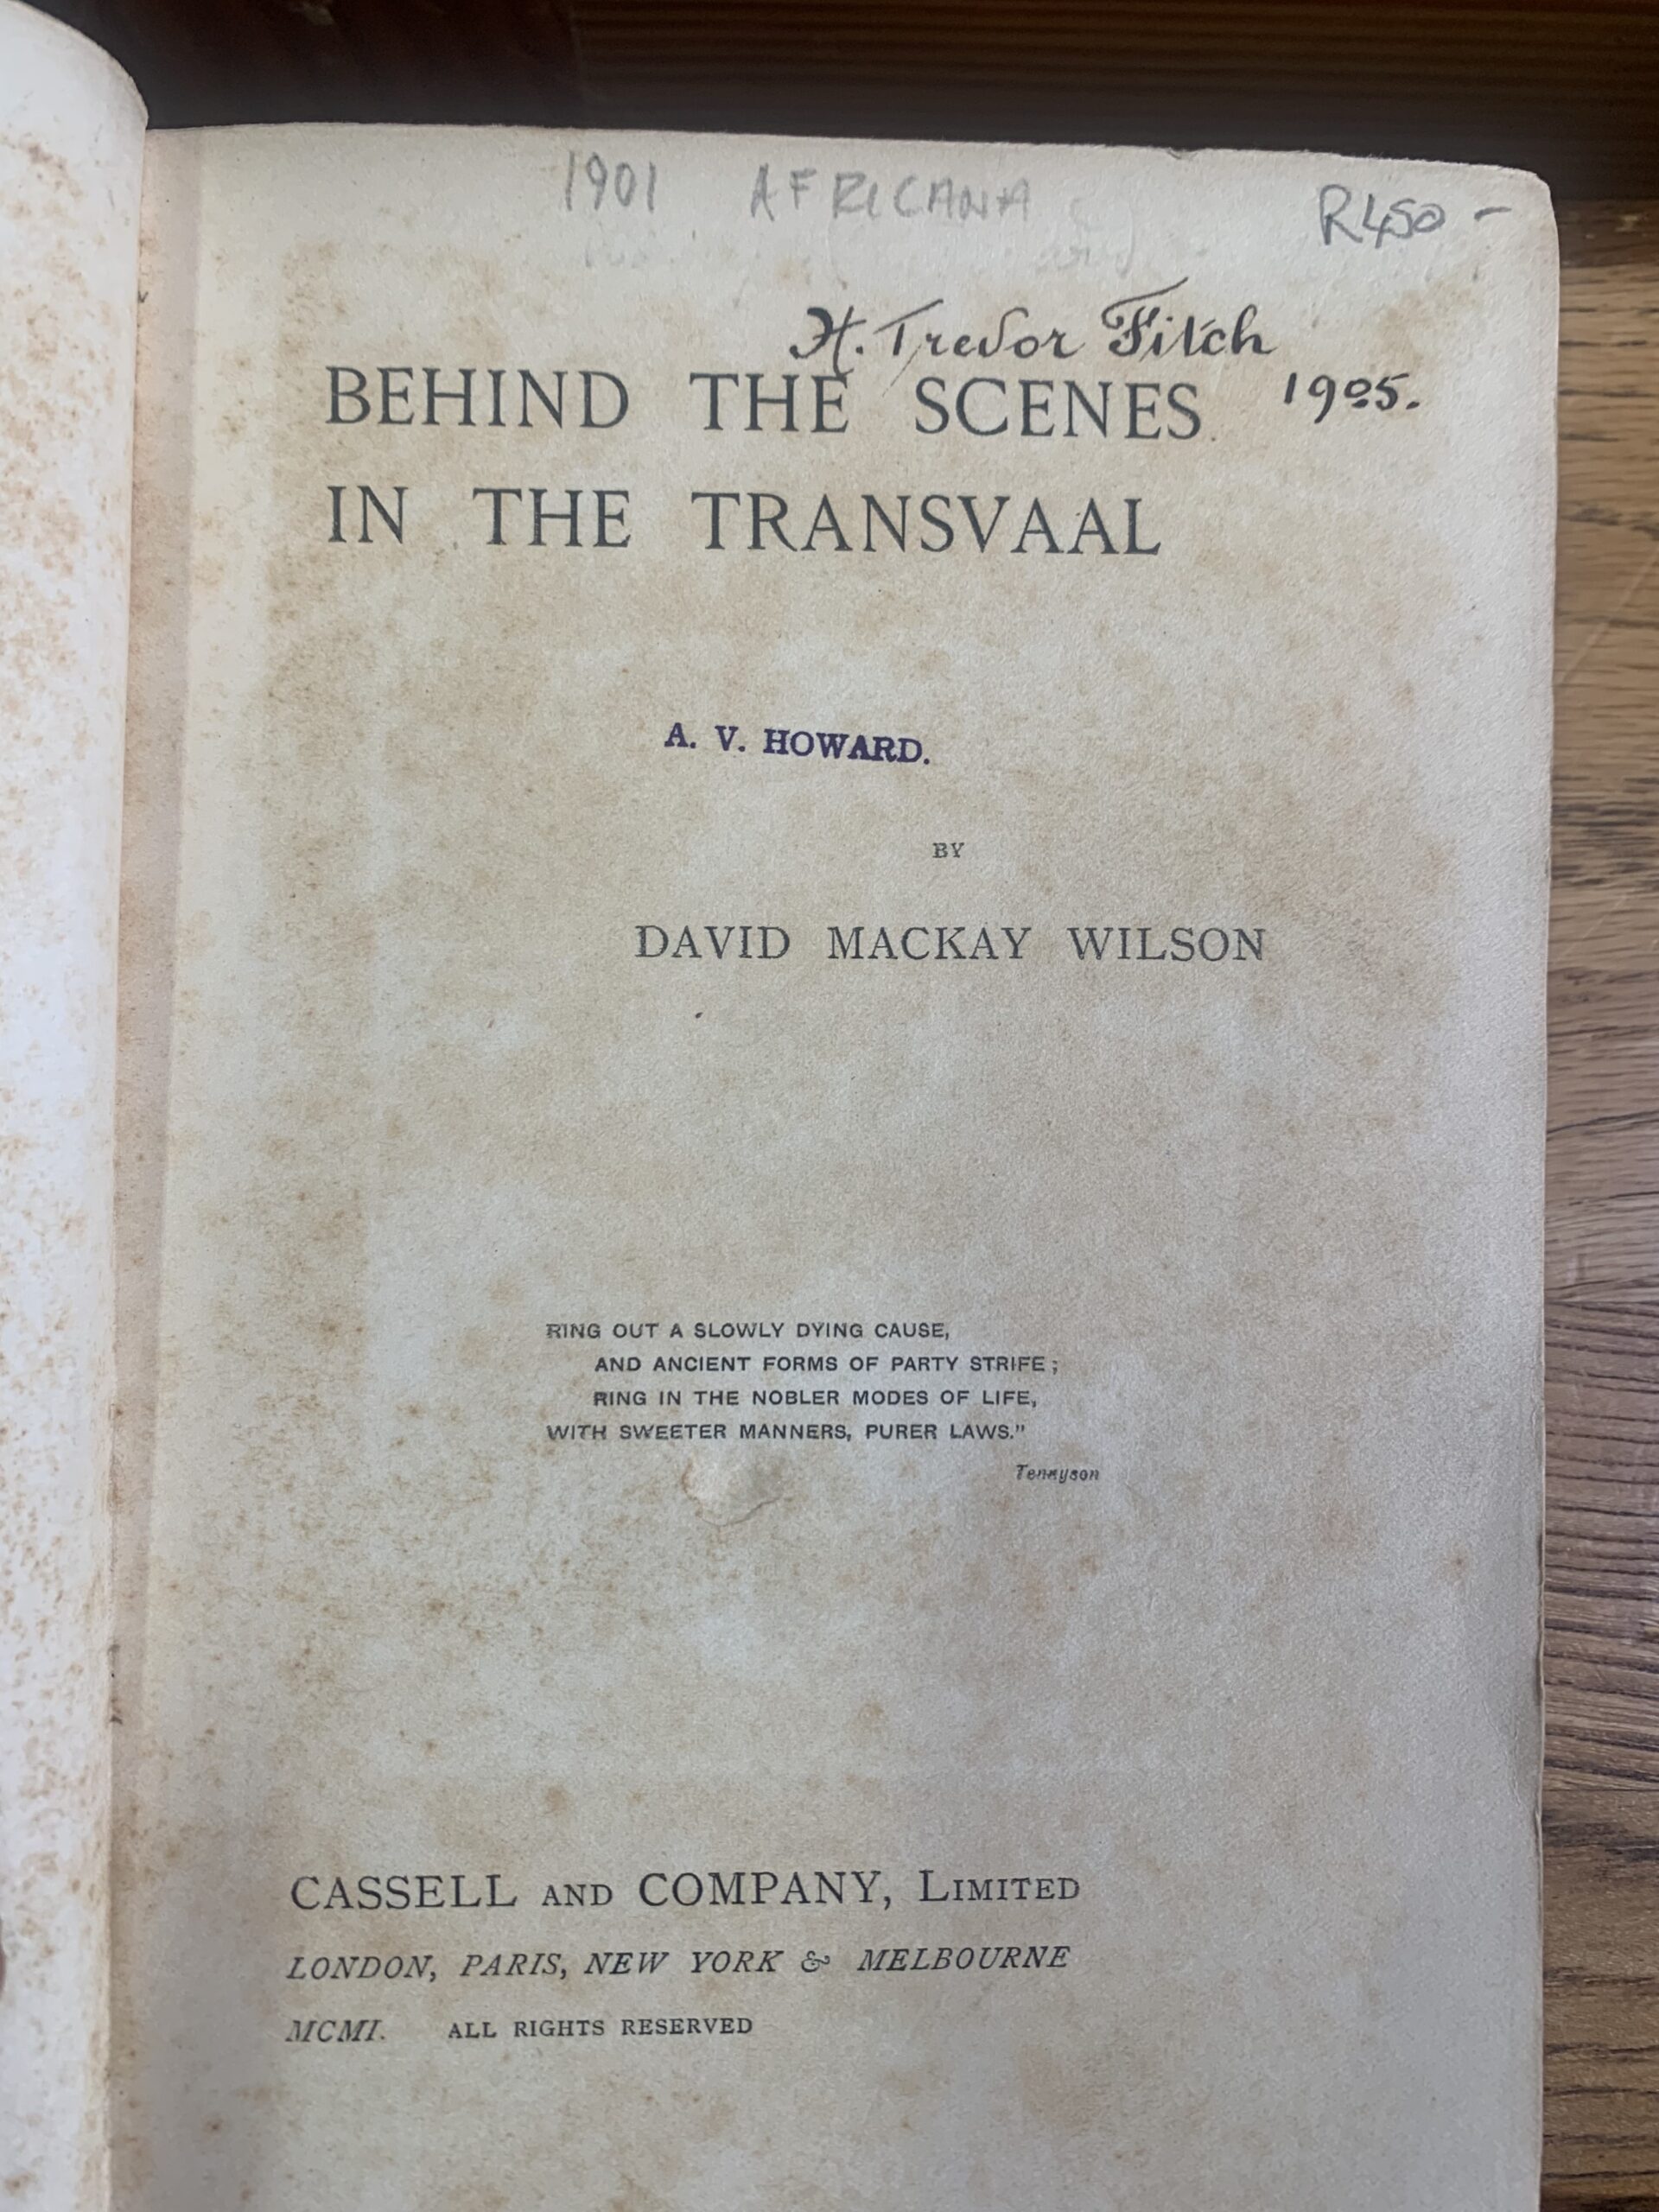 1901 AFRICANA R450 -
H. Trevor Fitch
BEHIND THE SCENES 1905.
IN THE TRANSVAAL
A. V. HOWARD.
BY
DAVID MACKAY WILSON
RING OUT A SLOWLY DYING CAUSE,
AND ANCIENT FORMS OF PARTY STRIFE;
RING IN THE NOBLER MODES OF LIFE,
WITH SWEETER MANNERS, PURER LAWS."
Tennyson
CASSELL AND COMPANY, LIMITED
LONDON, PARIS, NEW YORK & MELBOURNE
MCMI. ALL RIGHTS RESERVED